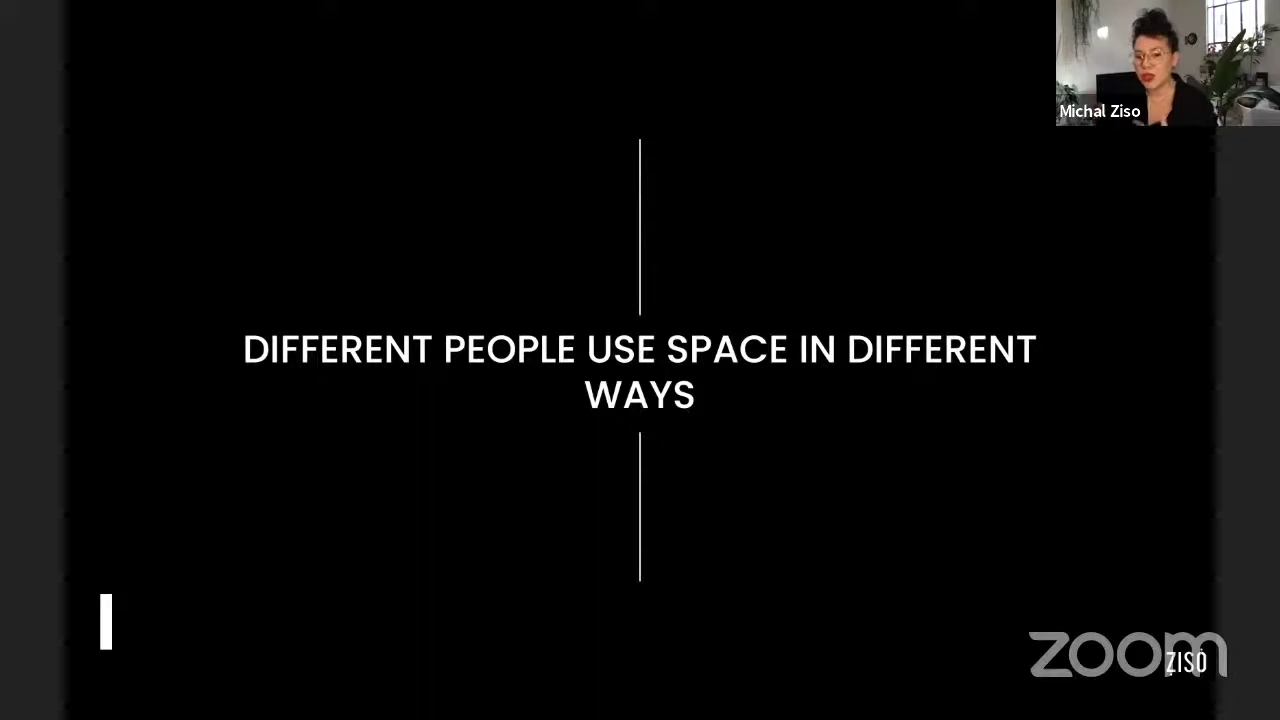 Michal Ziso
DIFFERENT PEOPLE USE SPACE IN DIFFERENT
WAYS
zoom
ZISO